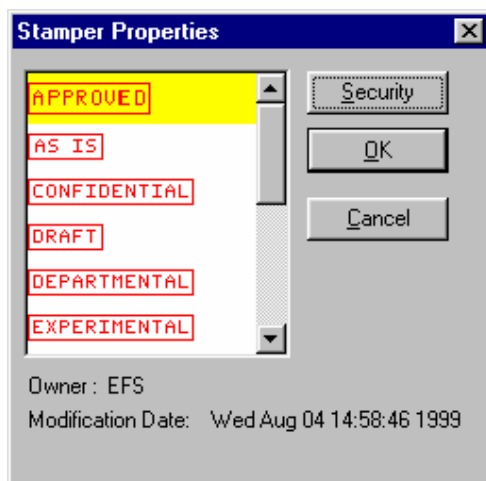 Stamper Properties
APPROVED
AS IS
CONFIDENTIAL
DRAFT
DEPARTMENTAL
EXPERIMENTAL
Security
OK
Cancel
Owner : EFS
Modification Date: Wed Aug 04 14:58:46 1999